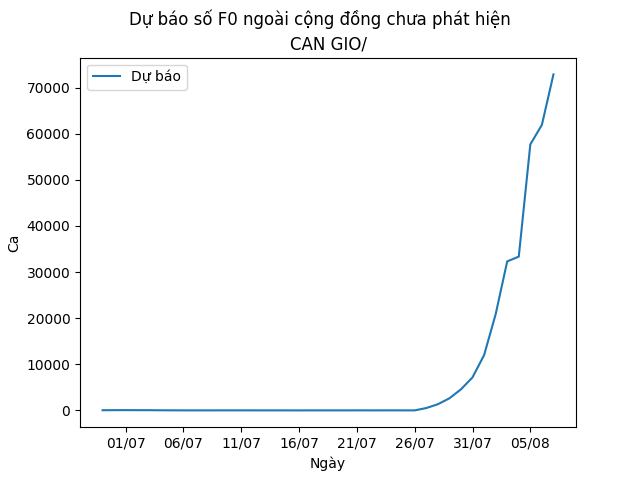 Dự báo số F0 ngoài cộng đồng chưa phát hiện
CAN GIO/
Dự báo
70000
60000
50000
40000
30000
20000
10000
0
Ca
01/07 06/07 11/07 16/07 21/07 26/07 31/07 05/08
Ngày